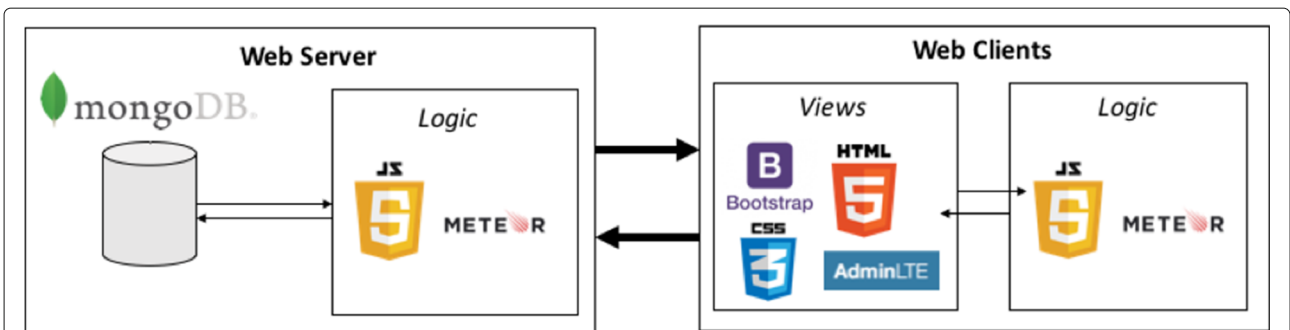 Web Server
mongoDB®
Logic
JS
5
METEOR
Web Clients
Views
B
Bootstrap
HTML
5
CSS
3
AdminLTE
Logic
JS
5
METEOR